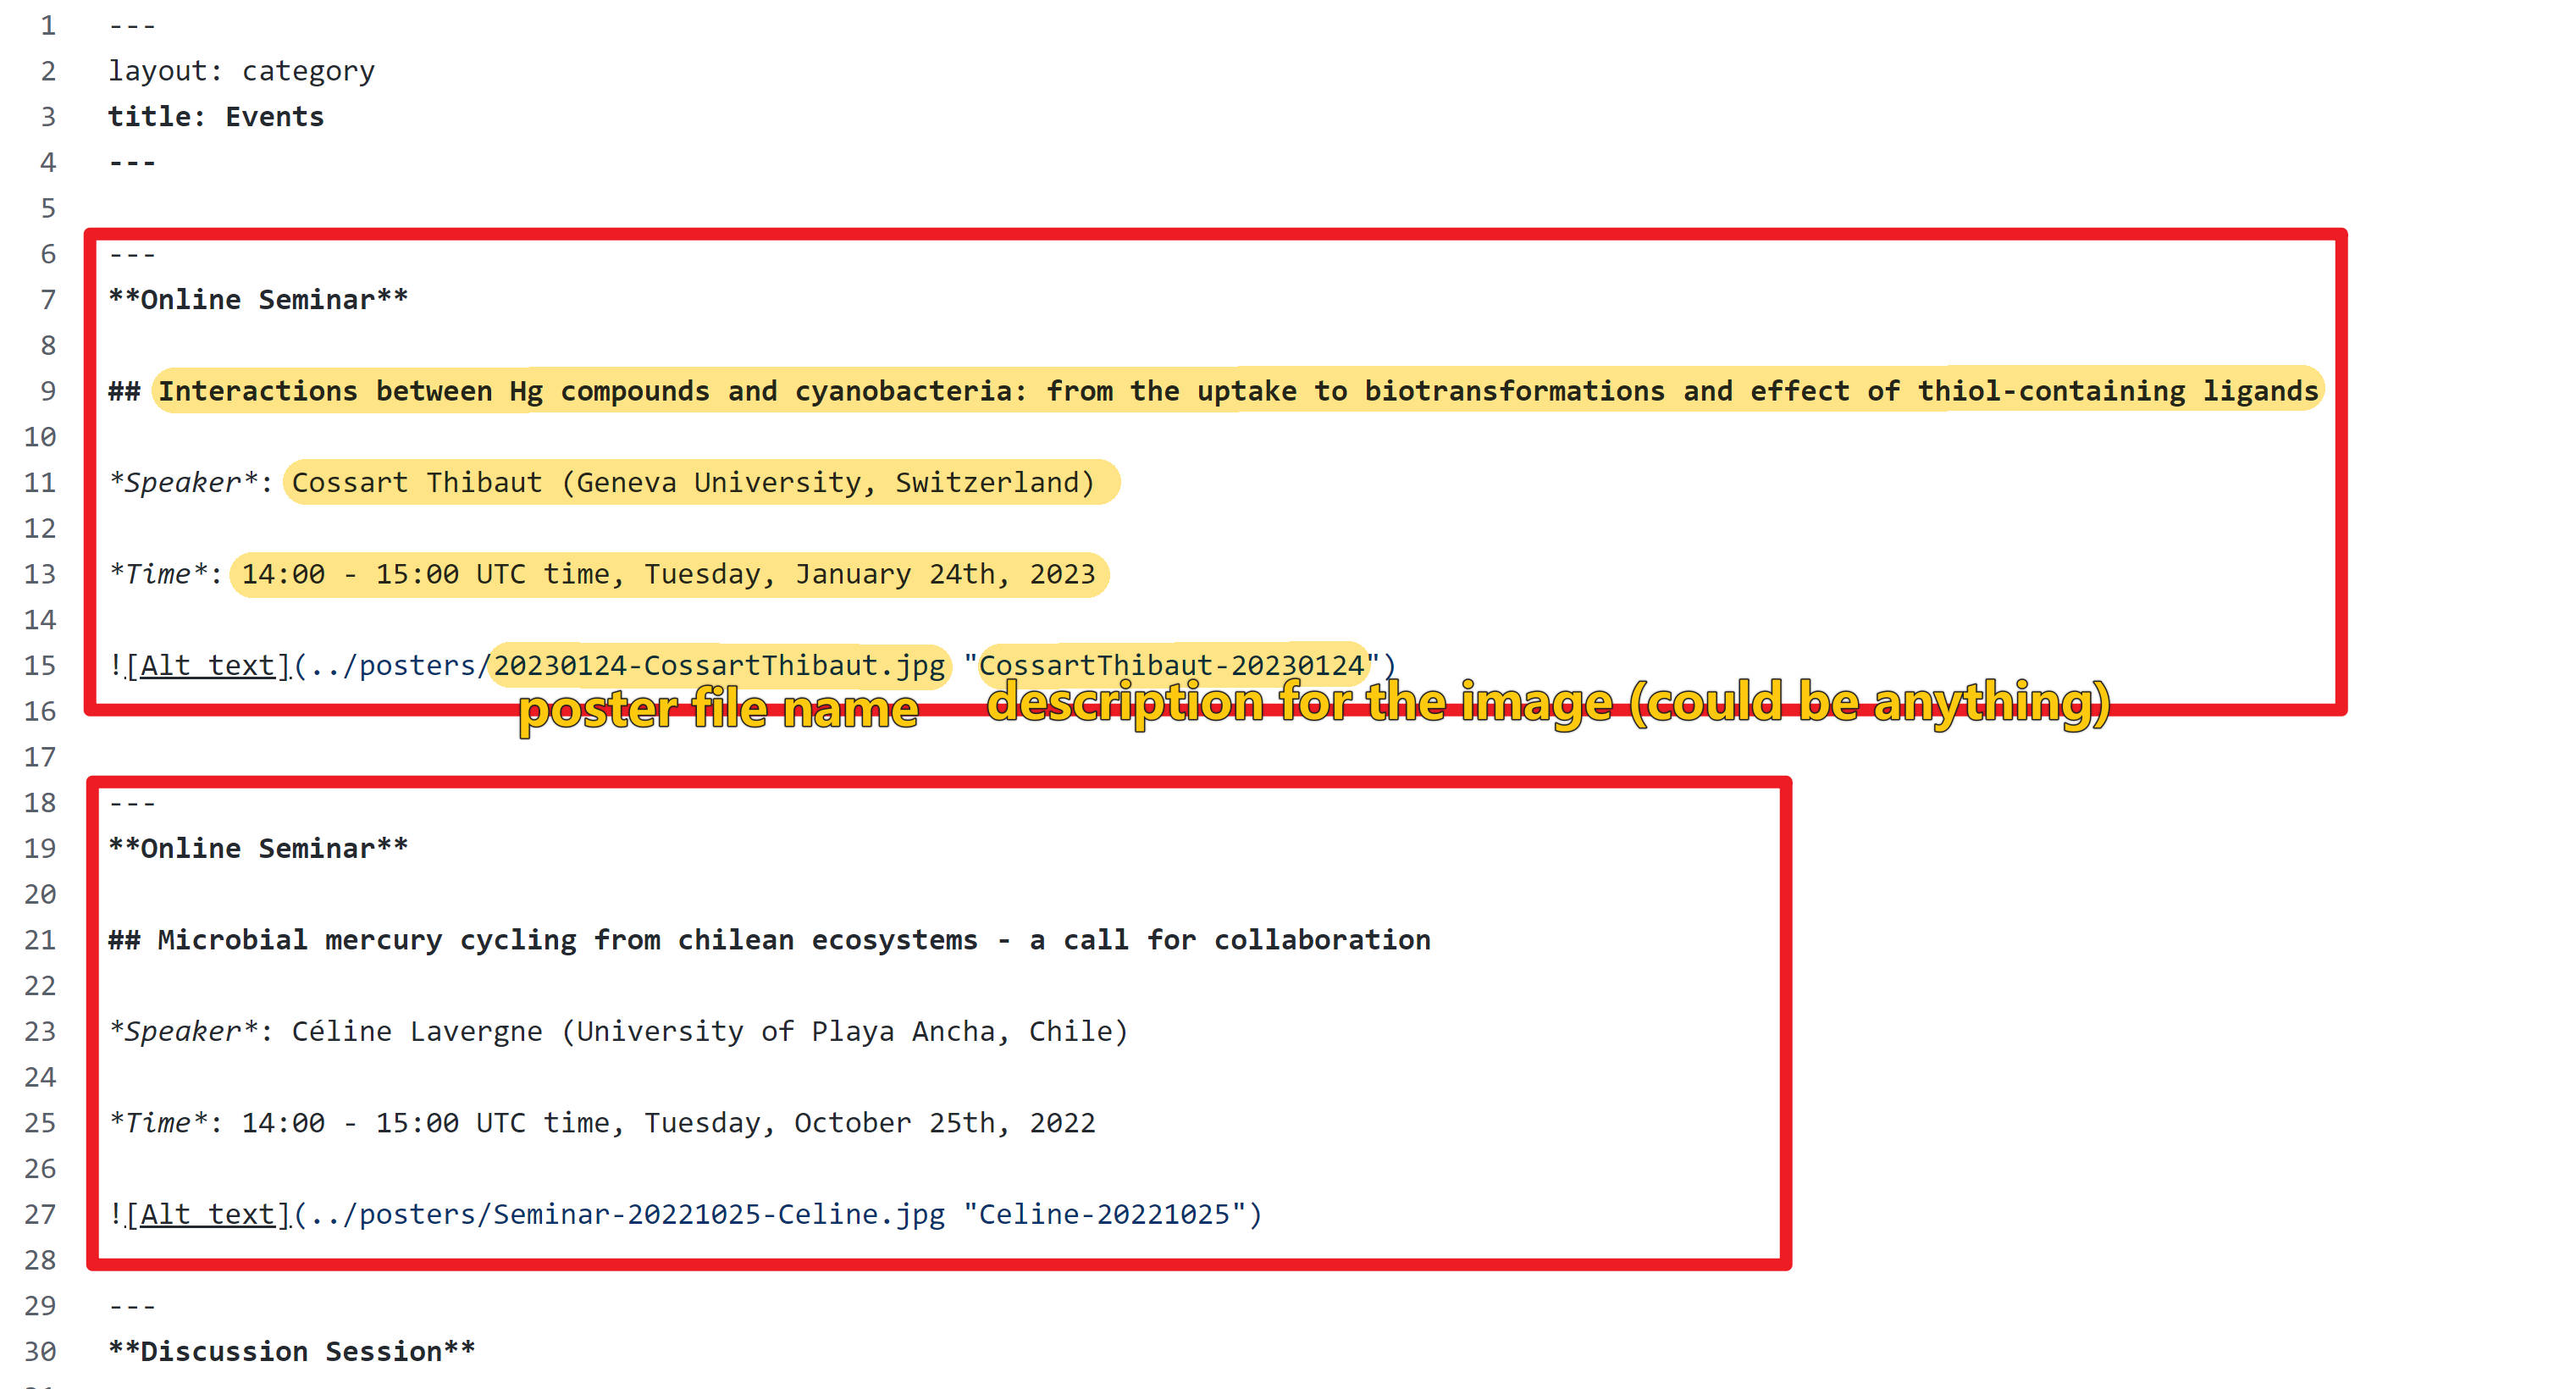 1 ---
2 layout: category
3 title: Events
4 ---
5
6 ---
7 **Online Seminar**
8
9 ## Interactions between Hg compounds and cyanobacteria: from the uptake to biotransformations and effect of thiol-containing ligands
10
11 *Speaker*: Cossart Thibaut (Geneva University, Switzerland)
12
13 *Time*: 14:00 - 15:00 UTC time, Tuesday, January 24th, 2023
14
15 ![Alt text](../posters/20230124-CossartThibaut.jpg "CossartThibaut-20230124")
poster file name description for the image (could be anything)
16
17
18 ---
19 **Online Seminar**
20
21 ## Microbial mercury cycling from chilean ecosystems - a call for collaboration
22
23 *Speaker*: Céline Lavergne (University of Playa Ancha, Chile)
24
25 *Time*: 14:00 - 15:00 UTC time, Tuesday, October 25th, 2022
26
27 ![Alt text](../posters/Seminar-20221025-Celine.jpg "Celine-20221025")
28
29 ---
30 **Discussion Session**